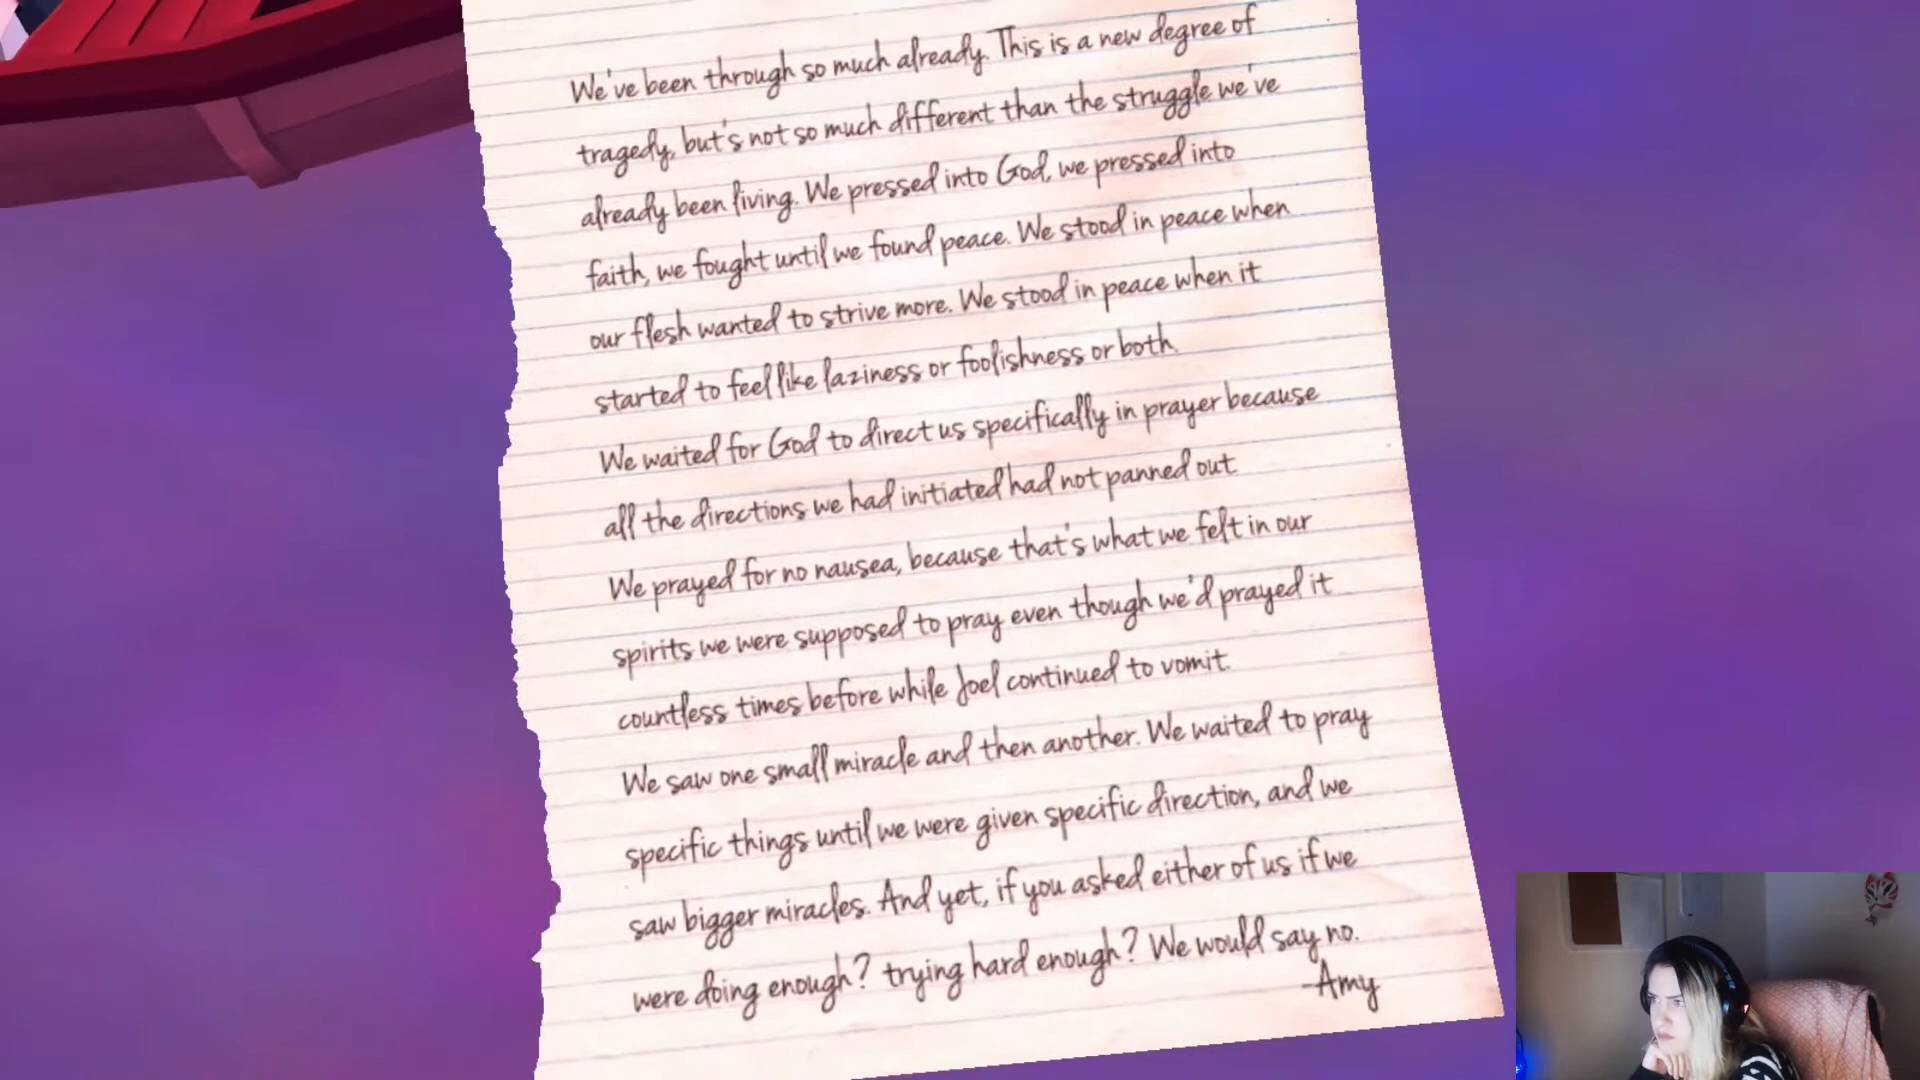 We've been through so much already. This is a new degree of
tragedy, but's not so much different than the struggle we've
already been living. We pressed into God, we pressed into
faith, we fought until we found peace. We stood in peace when
our flesh wanted to strive more. We stood in peace when it
started to feel like laziness or foolishness or both.
We waited for God to direct us specifically in prayer because
all the directions we had initiated had not panned out
We prayed for no nausea, because that's what we felt in our
spirits we were supposed to pray even though we'd prayed it
countless times before while Joel continued to vomit.
We saw one small miracle and then another. We waited to pray
specific things until we were given specific direction, and we
saw bigger miracles. And yet, if you asked either of us if we
were doing enough? trying hard enough? We would say no.
-Amy